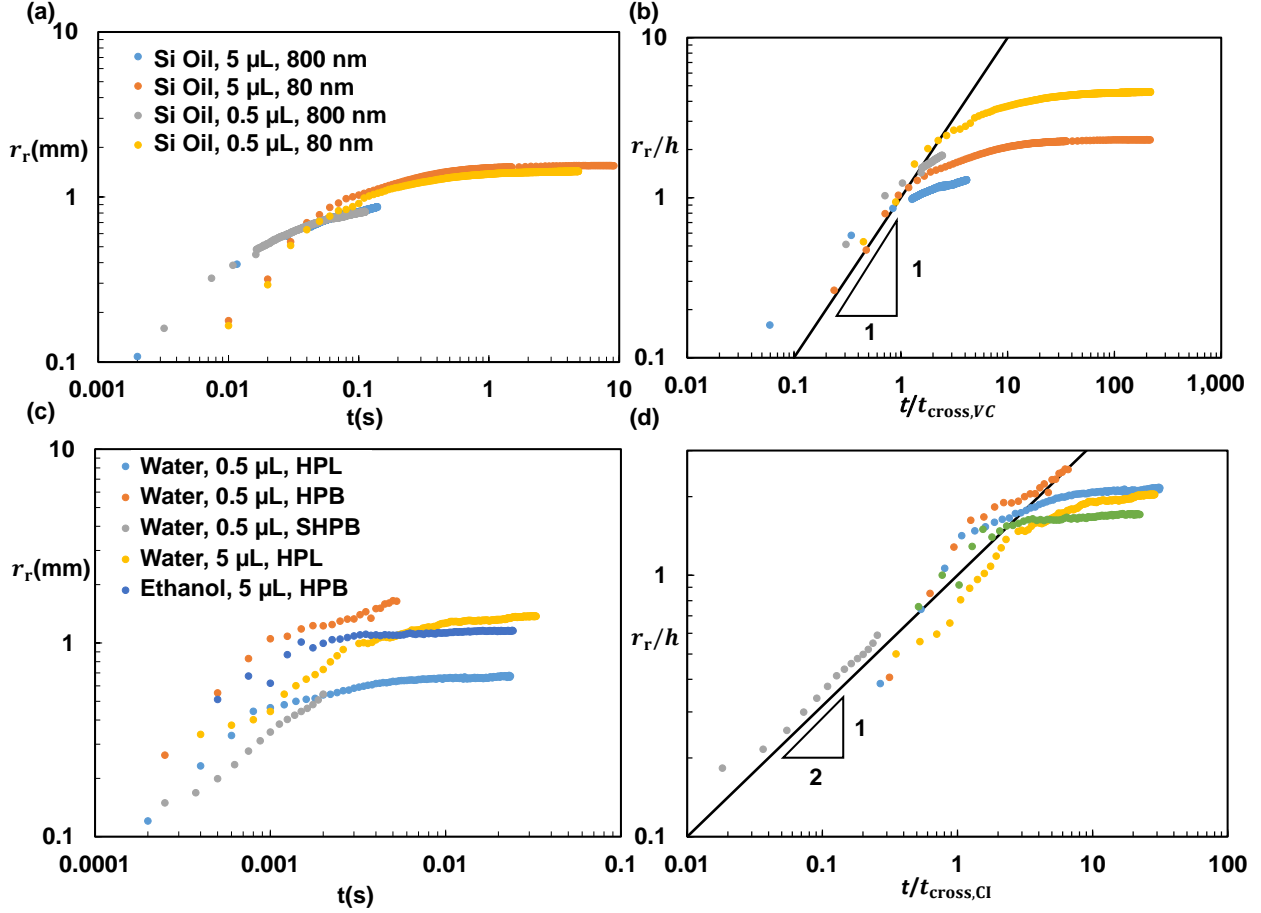 (a)
10
Si Oil, 5 µL, 800 nm
Si Oil, 5 µL, 80 nm
Si Oil, 0.5 µL, 800 nm
Si Oil, 0.5 µL, 80 nm
r_r(mm)
1
0.1
0.001
0.01
0.1
1
10
t(s)
(b)
10
r_r/h
1
0.1
1
1
0.01
0.1
1
10
100
1,000
t/t_cross,VC
(c)
10
Water, 0.5 µL, HPL
Water, 0.5 µL, HPB
Water, 0.5 µL, SHPB
Water, 5 µL, HPL
Ethanol, 5 µL, HPB
r_r(mm)
1
0.1
0.0001
0.001
0.01
0.1
t(s)
(d)
r_r/h
1
2
0.1
0.01
0.1
1
10
100
t/t_cross,CI